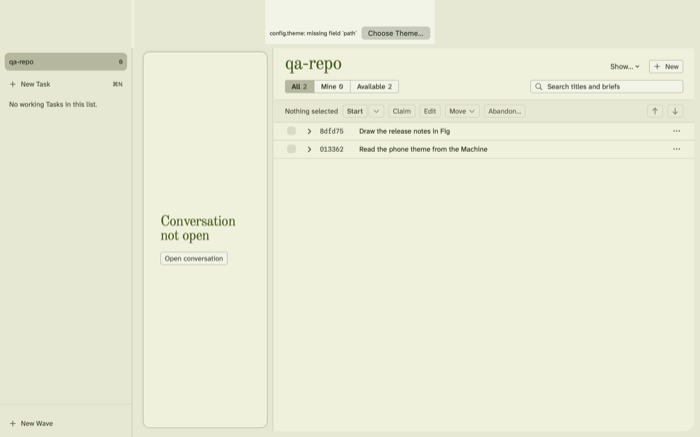 config.theme: missing field `path`
Choose Theme...
qa-repo
6
+ New Task
⌘N
No working Tasks in this list.
+ New Wave
Conversation
not open
Open conversation
qa-repo
Show...
+ New
All 2
Mine 0
Available 2
Search titles and briefs
Nothing selected
Start
Claim
Edit
Move
Abandon...
8dfd75
Draw the release notes in Fig
013362
Read the phone theme from the Machine